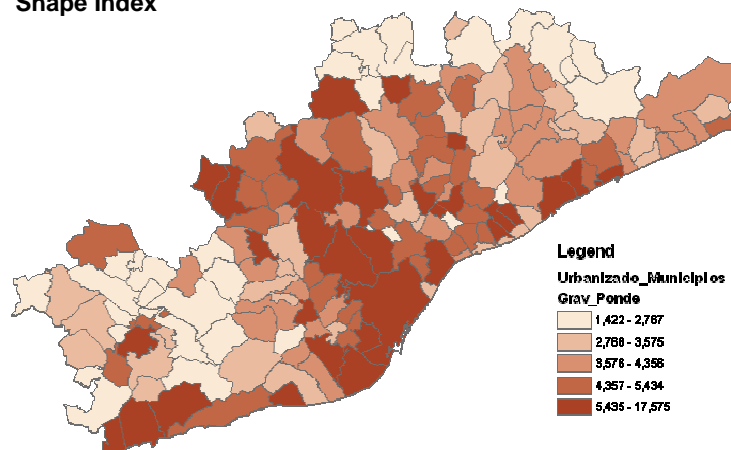 Shape Index
Legend
Urbanizado_Municipios
Grav_Ponde
1,422 - 2,767
2,768 - 3,575
3,576 - 4,356
4,357 - 5,434
5,435 - 17,575